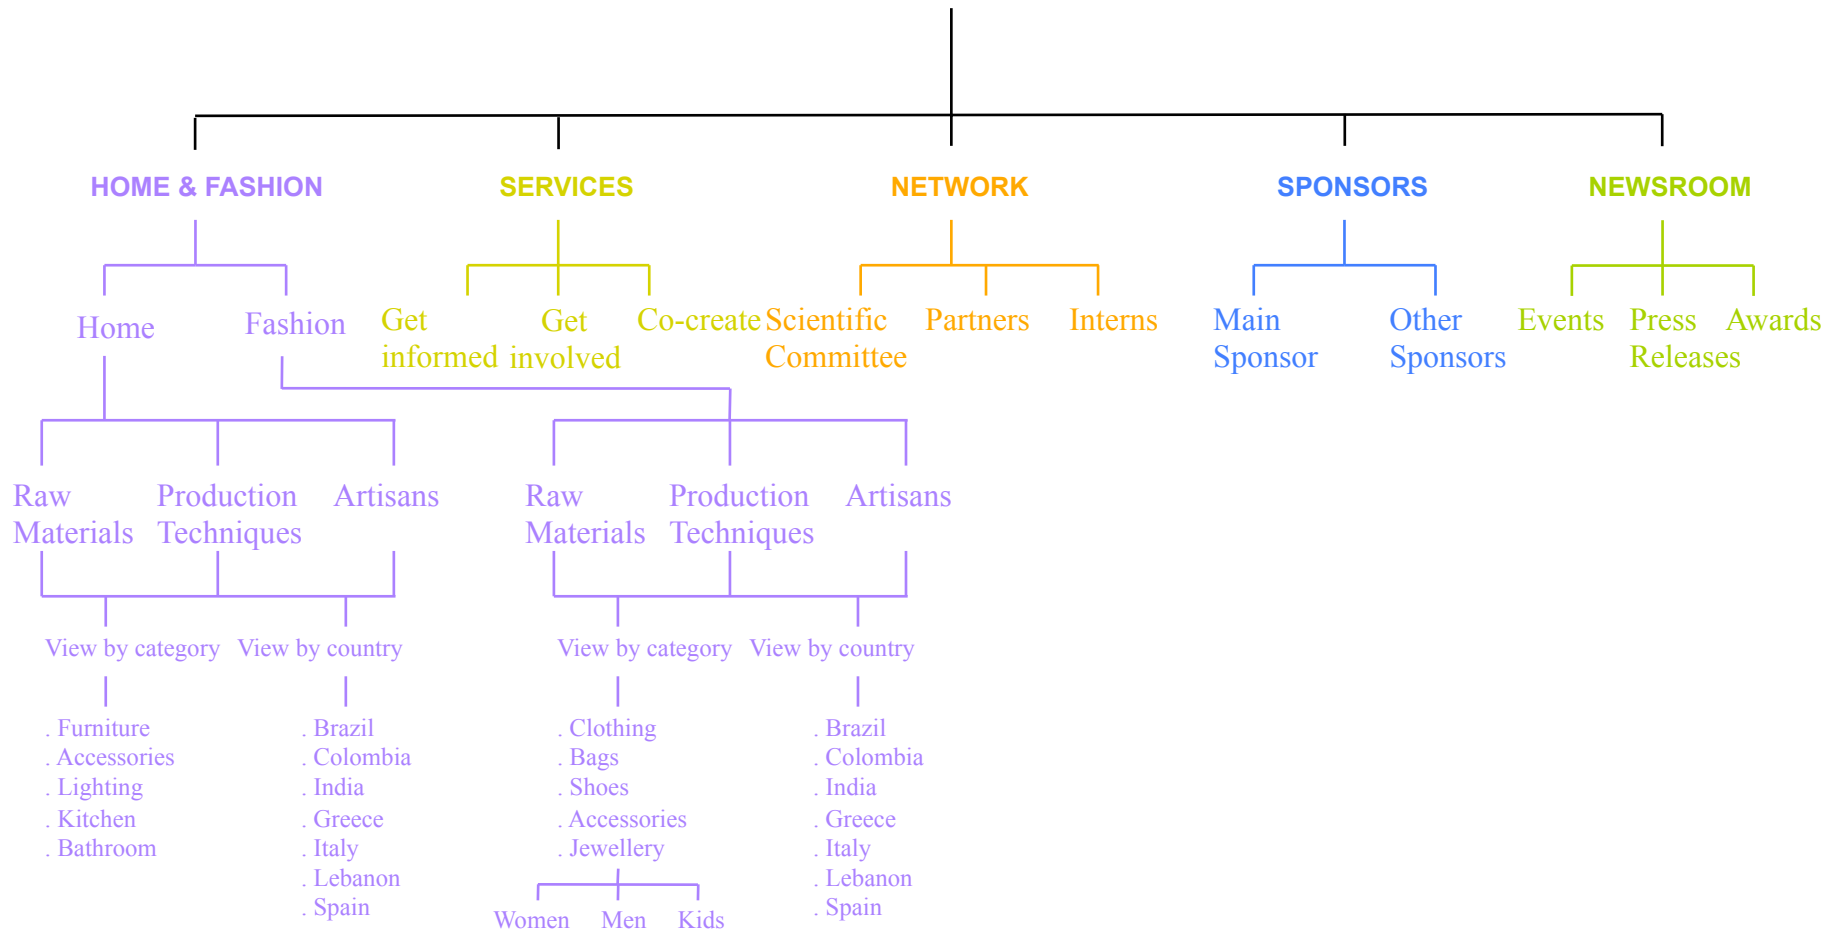 HOME & FASHION
SERVICES
NETWORK
SPONSORS
NEWSROOM
Home
Fashion
Get
informed
Get
involved
Co-create
Scientific
Committee
Partners
Interns
Main
Sponsor
Other
Sponsors
Events
Press
Releases
Awards
Raw
Materials
Production
Techniques
Artisans
Raw
Materials
Production
Techniques
Artisans
View by category
View by country
View by category
View by country
. Furniture
. Accessories
. Lighting
. Kitchen
. Bathroom
. Brazil
. Colombia
. India
. Greece
. Italy
. Lebanon
. Spain
. Clothing
. Bags
. Shoes
. Accessories
. Jewellery
Women
Men
Kids
. Brazil
. Colombia
. India
. Greece
. Italy
. Lebanon
. Spain